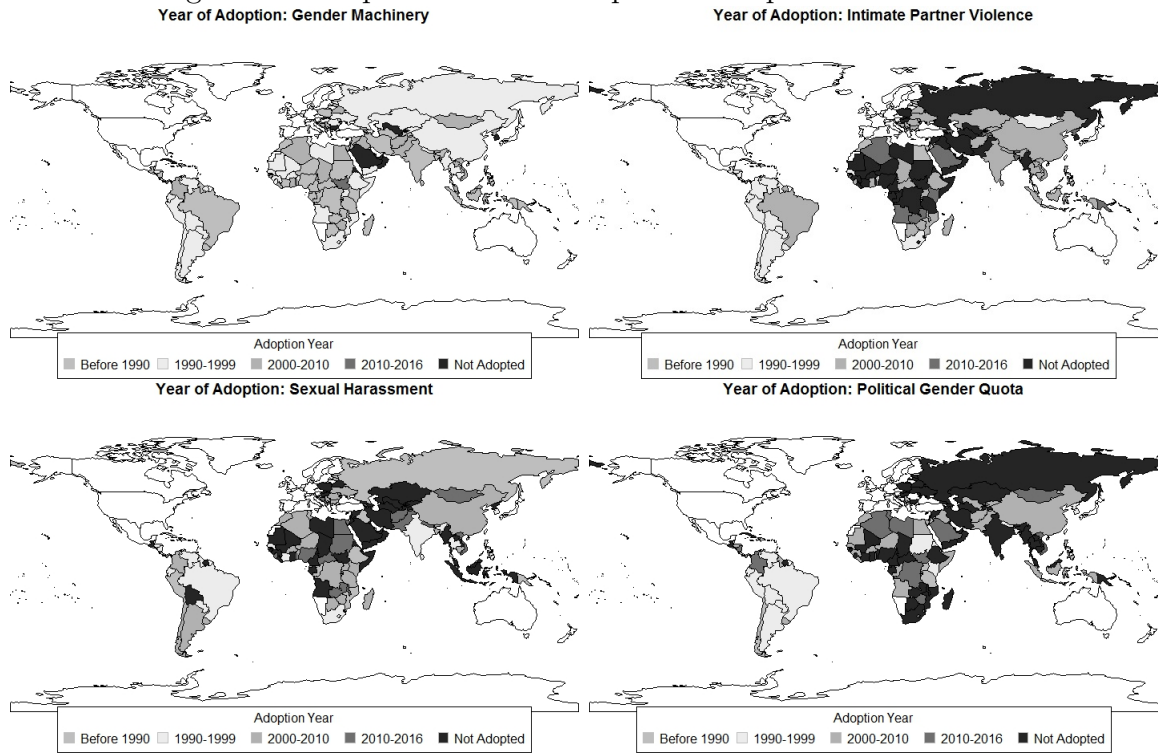 Year of Adoption: Gender Machinery
Year of Adoption: Intimate Partner Violence
Adoption Year
Before 1990 1990-1999 2000-2010 2010-2016 Not Adopted
Adoption Year
Before 1990 1990-1999 2000-2010 2010-2016 Not Adopted
Year of Adoption: Sexual Harassment
Year of Adoption: Political Gender Quota
Adoption Year
Before 1990 1990-1999 2000-2010 2010-2016 Not Adopted
Adoption Year
Before 1990 1990-1999 2000-2010 2010-2016 Not Adopted